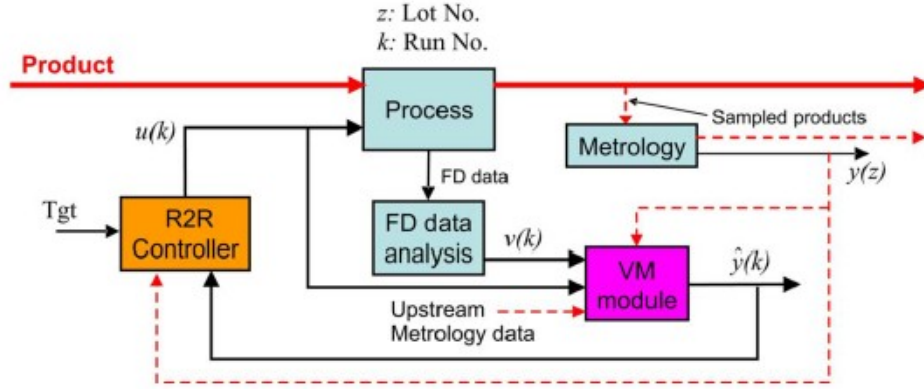 z: Lot No.
k: Run No.
Product
Process
Sampled products
u(k)
Metrology
y(z)
FD data
Tgt
R2R
Controller
FD data
analysis
v(k)
VM
module
ŷ(k)
Upstream
Metrology data